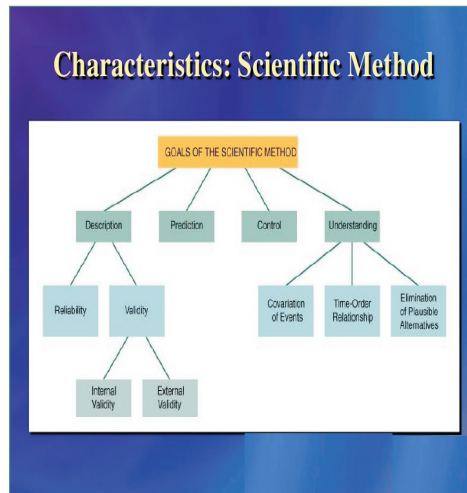 Characteristics: Scientific Method
GOALS OF THE SCIENTIFIC METHOD
Description
Prediction
Control
Understanding
Reliability
Validity
Covariation
of Events
Time-Order
Relationship
Elimination
of Plausible
Alternatives
Internal
Validity
External
Validity